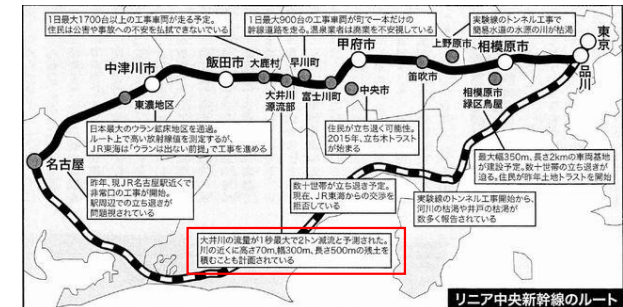 1日最大1700台以上の工事車両が走る予定。
住民は公害や事故への不安を払拭できないでいる
1日最大900台の工事車両が町で一本だけの
幹線道路を走る。温泉業者は廃業を不安視している
実験線のトンネル工事で
簡易水道の水源の川が枯渇
東京
品川
相模原市
上野原市
甲府市
笛吹市
相模原市
緑区鳥屋
早川町
大鹿村
飯田市
中津川市
東濃地区
大井川
源流部
富士川町
中央市
名古屋
日本最大のウラン鉱床地区を通過。
ルート上で高い放射線値を測定するが、
JR東海は「ウランは出ない前提」で工事を進める
住民が立ち退く可能性。
2015年、立ち木トラスト
が始まる
最大幅350m、長さ2kmの車両基地
が建設予定。数十世帯の立ち退きが
迫る。住民が昨年土地トラストを開始
昨年、現JR名古屋駅近くで
非常口の工事が開始。
駅周辺での立ち退きが
問題視されている
数十世帯が立ち退き予定。
現在、JR東海からの交渉を
拒否している
実験線のトンネル工事開始から、
河川の枯渇や井戸の枯渇が
数多く報告されている
大井川の流量が1秒最大で2トン減流と予測された。
川の近くに高さ70m、幅300m、長さ500mの残土を
積むことも計画されている
リニア中央新幹線のルート